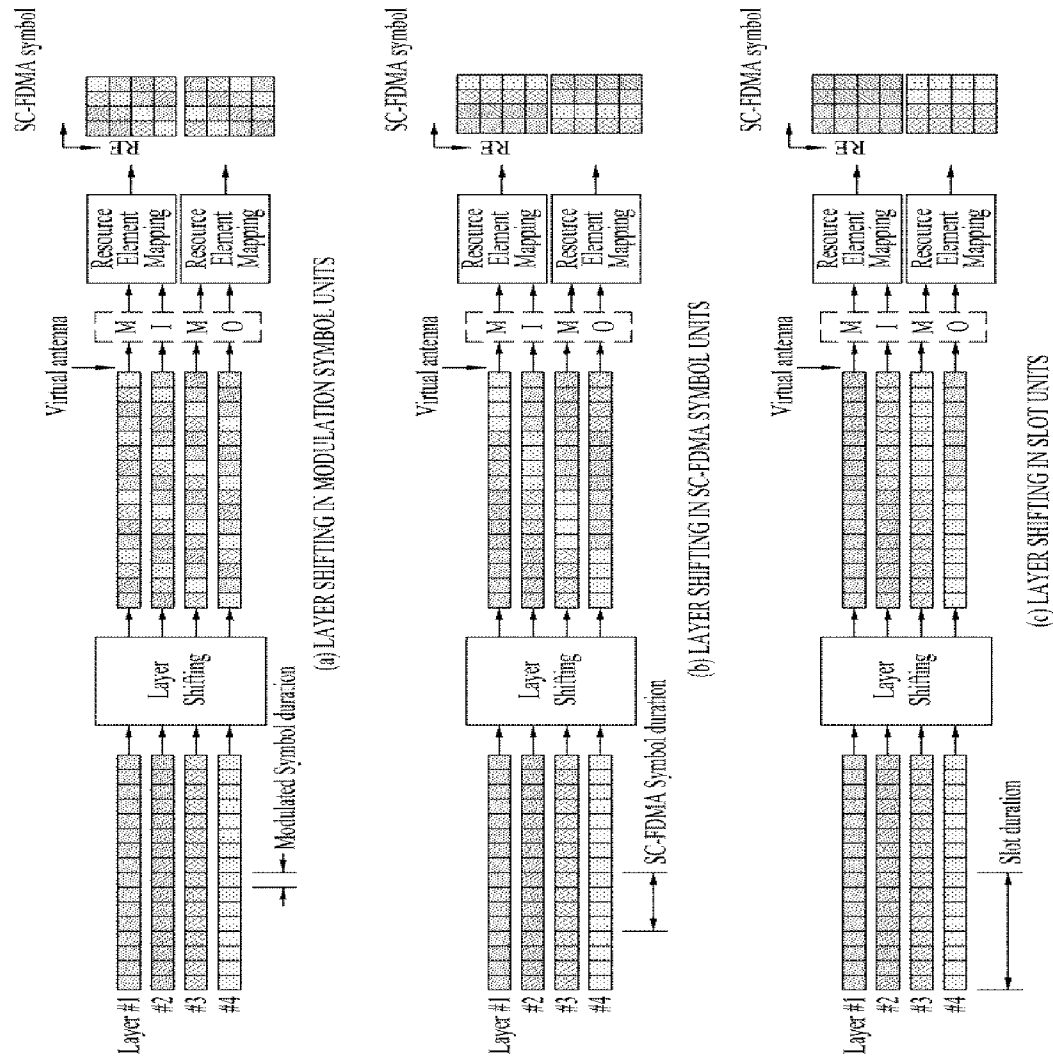 SC-FDMA symbol
RE
Virtual antenna
Layer #1
#2
#3
#4
Layer
Shifting
M
I
M
O
Resource
Element
Mapping
Resource
Element
Mapping
Modulated Symbol duration
(a) LAYER SHIFTING IN MODULATION SYMBOL UNITS
SC-FDMA symbol
RE
Virtual antenna
Layer #1
#2
#3
#4
Layer
Shifting
M
I
M
O
Resource
Element
Mapping
Resource
Element
Mapping
SC-FDMA Symbol duration
(b) LAYER SHIFTING IN SC-FDMA SYMBOL UNITS
SC-FDMA symbol
RE
Virtual antenna
Layer #1
#2
#3
#4
Layer
Shifting
M
I
M
O
Resource
Element
Mapping
Resource
Element
Mapping
Slot duration
(c) LAYER SHIFTING IN SLOT UNITS